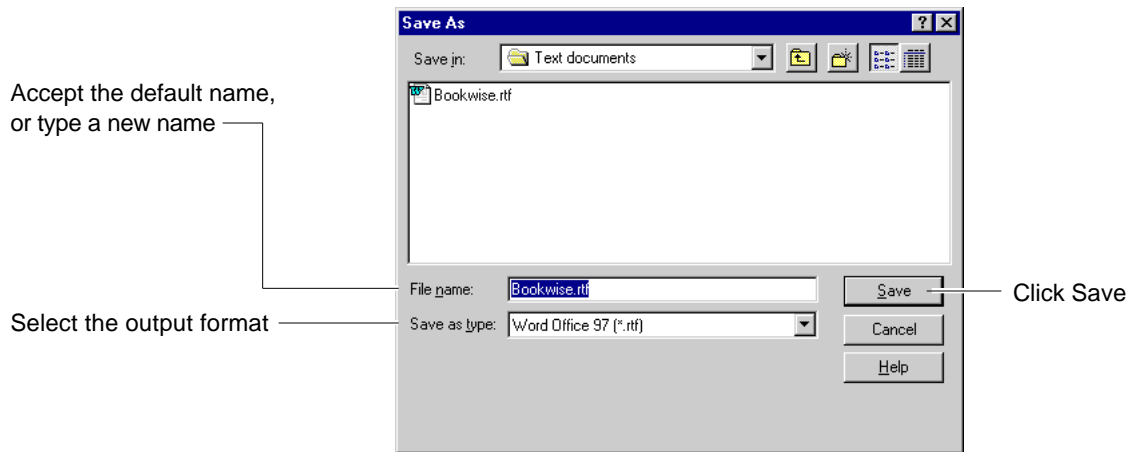 Save As
Save in: Text documents
Bookwise.rtf
Accept the default name,
or type a new name
File name: Bookwise.rtf Save
Click Save
Select the output format
Save as type: Word Office 97 (*.rtf) Cancel
Help